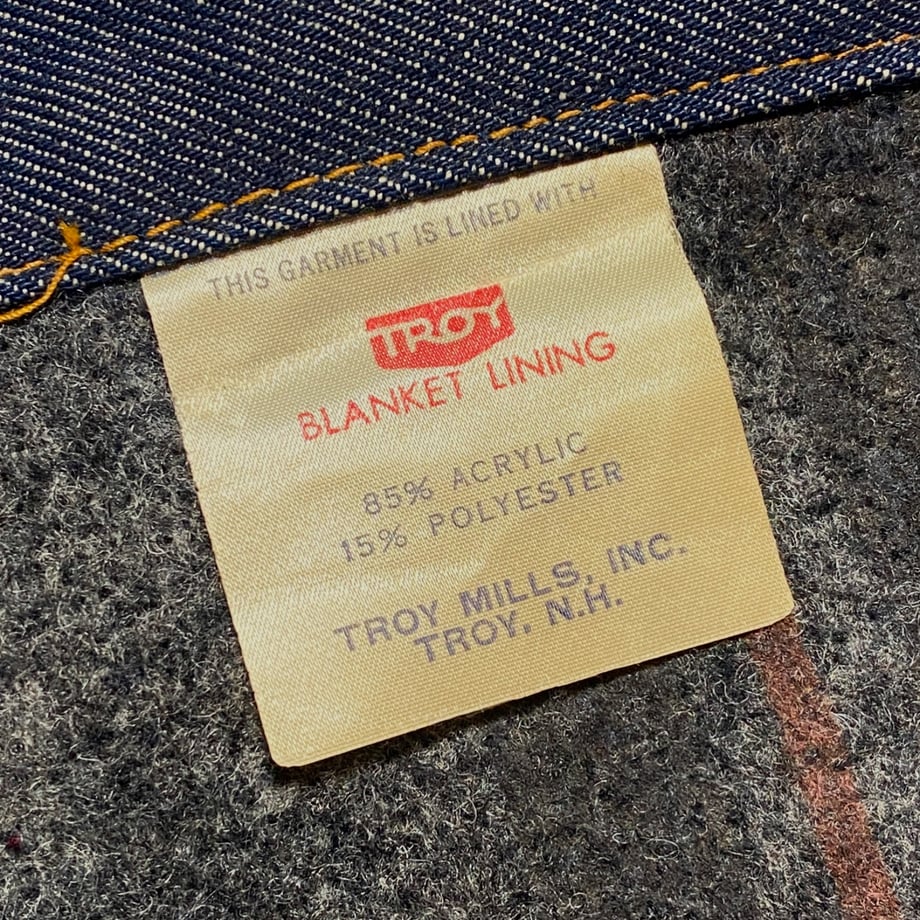 THIS GARMENT IS LINED WITH
TROY
BLANKET LINING
85% ACRYLIC
15% POLYESTER
TROY MILLS, INC.
TROY, N.H.